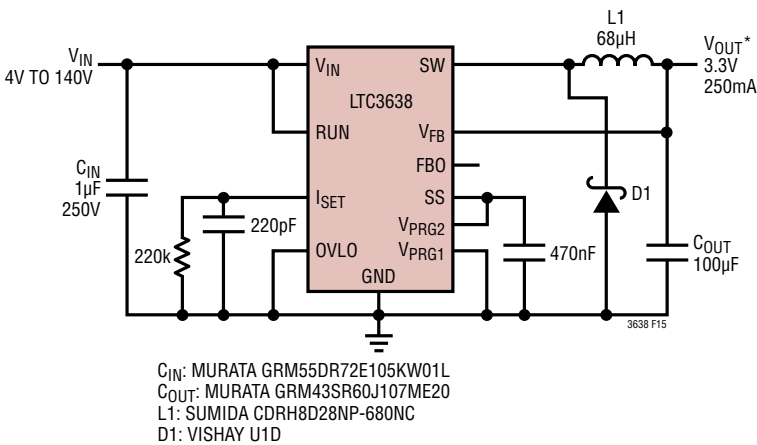 L1
68µH
VIN
4V TO 140V
VOUT*
3.3V
250mA
VIN
SW
LTC3638
RUN
VFB
FBO
CIN
1µF
250V
ISET
SS
220pF
VPRG2
D1
220k
OVLO
VPRG1
470nF
COUT
100µF
GND
3638 F15
CIN: MURATA GRM55DR72E105KW01L
COUT: MURATA GRM43SR60J107ME20
L1: SUMIDA CDRH8D28NP-680NC
D1: VISHAY U1D